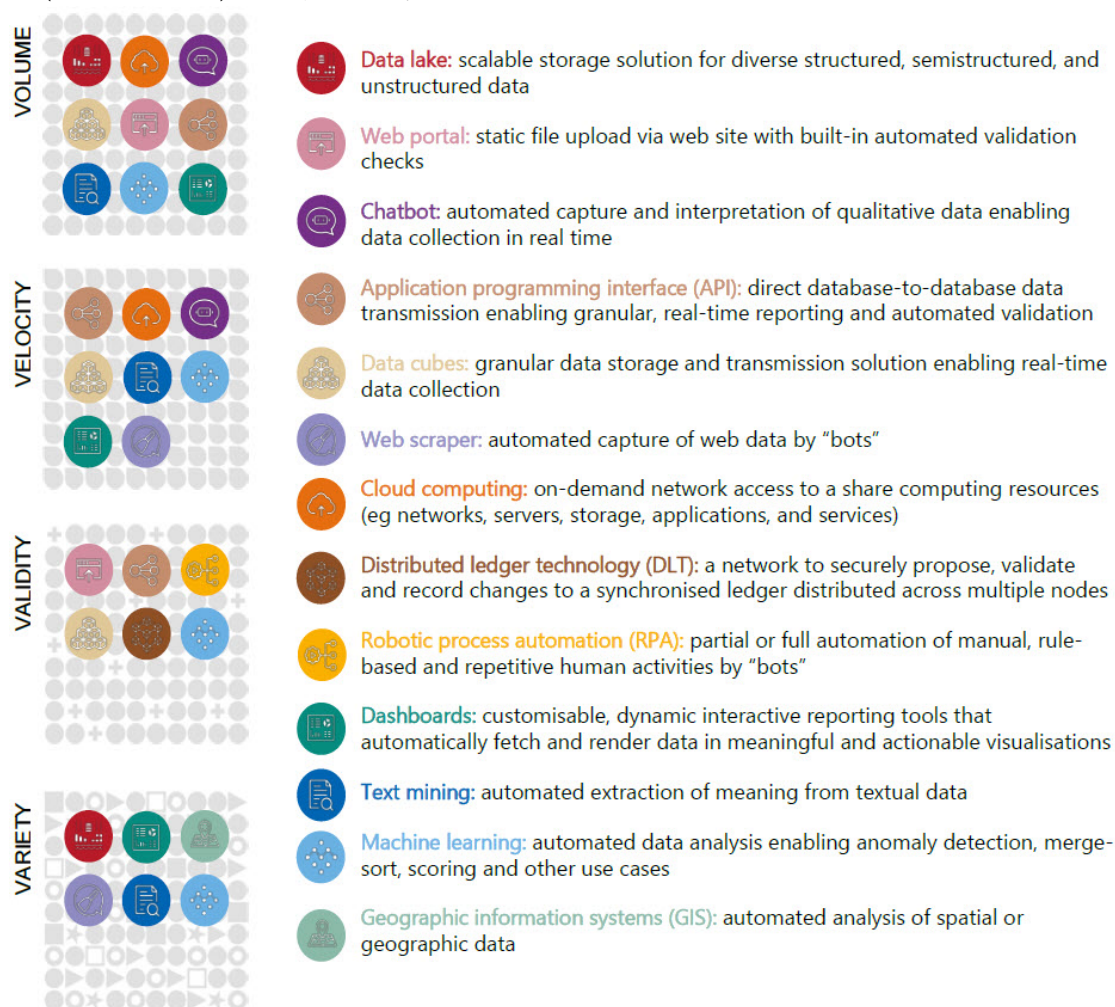 VOLUME
VELOCITY
VALIDITY
VARIETY
Data lake: scalable storage solution for diverse structured, semistructured, and
unstructured data
Web portal: static file upload via web site with built-in automated validation
checks
Chatbot: automated capture and interpretation of qualitative data enabling
data collection in real time
Application programming interface (API): direct database-to-database data
transmission enabling granular, real-time reporting and automated validation
Data cubes: granular data storage and transmission solution enabling real-time
data collection
Web scraper: automated capture of web data by “bots”
Cloud computing: on-demand network access to a share computing resources
(eg networks, servers, storage, applications, and services)
Distributed ledger technology (DLT): a network to securely propose, validate
and record changes to a synchronised ledger distributed across multiple nodes
Robotic process automation (RPA): partial or full automation of manual, rule-
based and repetitive human activities by “bots”
Dashboards: customisable, dynamic interactive reporting tools that
automatically fetch and render data in meaningful and actionable visualisations
Text mining: automated extraction of meaning from textual data
Machine learning: automated data analysis enabling anomaly detection, merge-
sort, scoring and other use cases
Geographic information systems (GIS): automated analysis of spatial or
geographic data